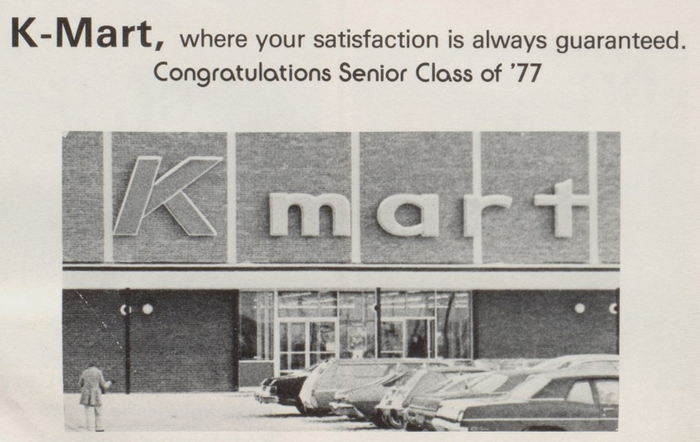 K-Mart, where your satisfaction is always guaranteed.
Congratulations Senior Class of '77
K mart